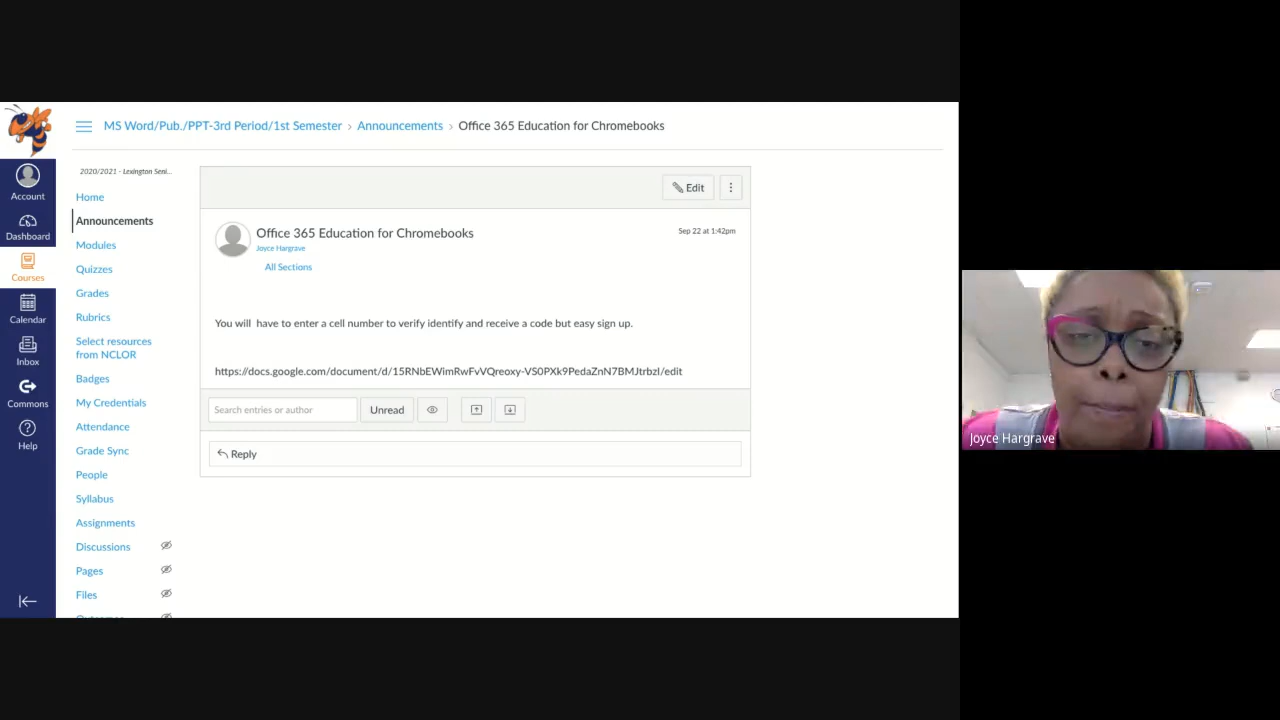 MS Word/Pub./PPT-3rd Period/1st Semester › Announcements › Office 365 Education for Chromebooks
Account
Dashboard
Courses
Calendar
Inbox
Commons
Help
2020/2021 - Lexington Seni...
Home
Announcements
Modules
Quizzes
Grades
Rubrics
Select resources
from NCLOR
Badges
My Credentials
Attendance
Grade Sync
People
Syllabus
Assignments
Discussions
Pages
Files
Outcomes
Edit
Office 365 Education for Chromebooks
Sep 22 at 1:42pm
Joyce Hargrave
All Sections
You will have to enter a cell number to verify identify and receive a code but easy sign up.
https://docs.google.com/document/d/15RNbEWimRwFvVQreoxy-VS0PXk9PedaZnN7BMJtrbzI/edit
Search entries or author
Unread
Reply
Joyce Hargrave